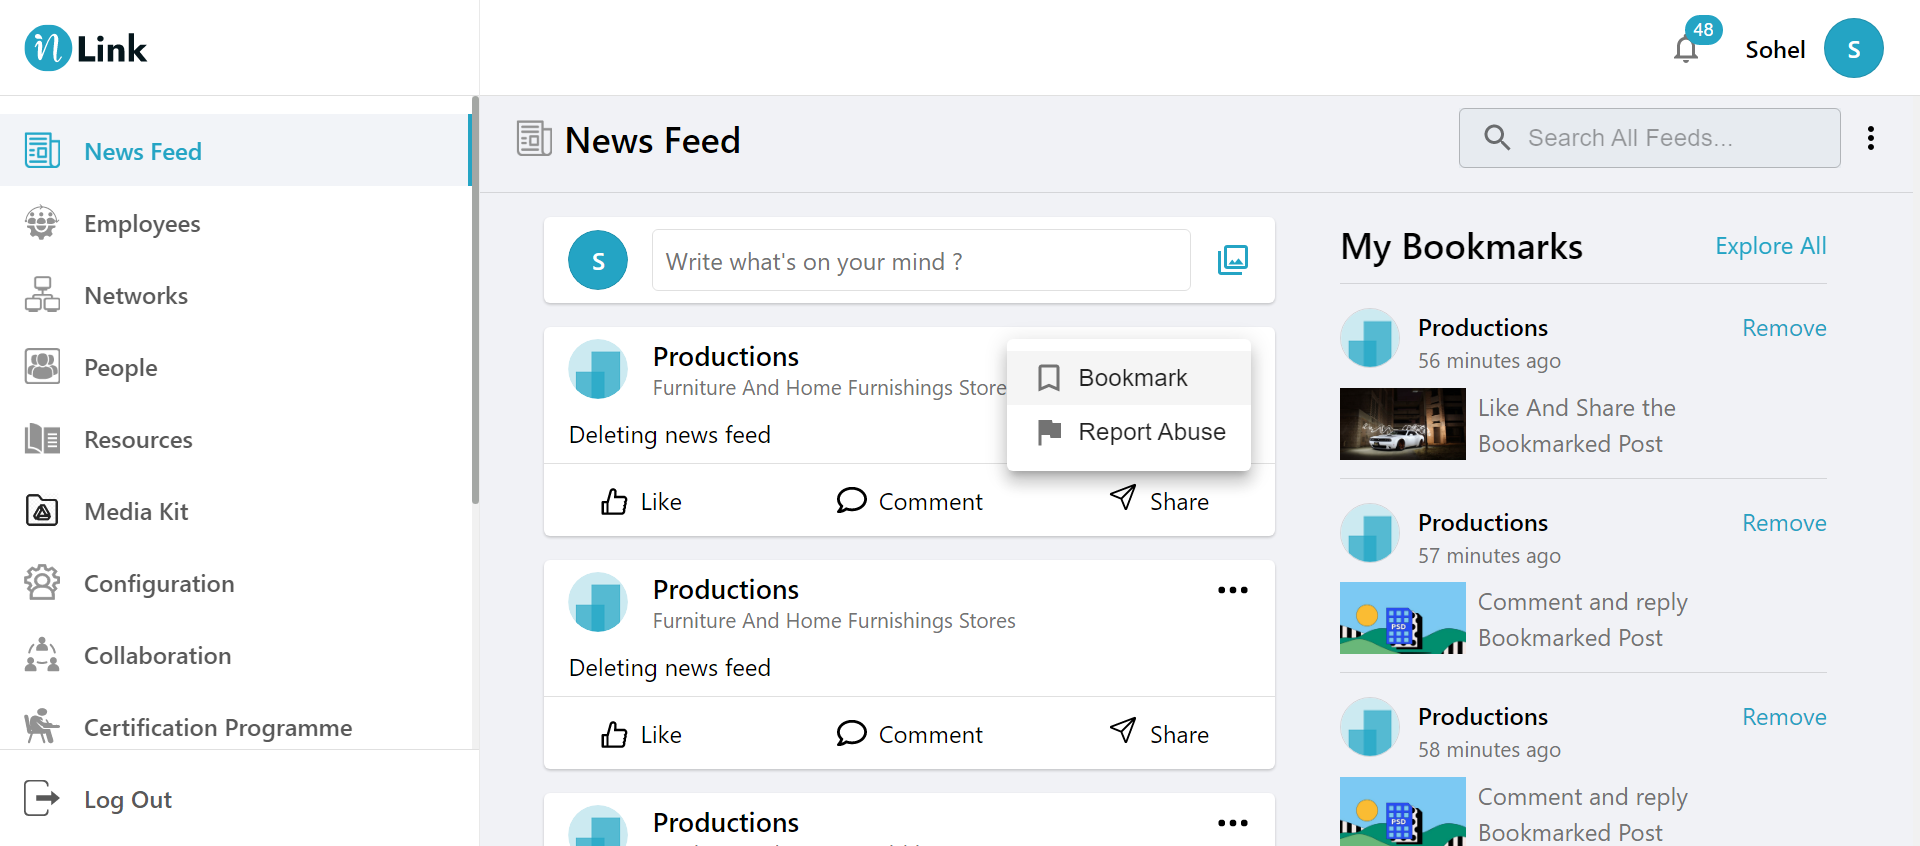 n Link
48
Sohel
S
News Feed
Employees
Networks
People
Resources
Media Kit
Configuration
Collaboration
Certification Programme
Log Out
News Feed
Search All Feeds...
S
Write what's on your mind ?
Productions
Furniture And Home Furnishings Store
Bookmark
Report Abuse
Deleting news feed
Like
Comment
Share
Productions
Furniture And Home Furnishings Stores
Deleting news feed
Like
Comment
Share
Productions
My Bookmarks
Explore All
Productions
Remove
56 minutes ago
Like And Share the
Bookmarked Post
Productions
Remove
57 minutes ago
PSD
Comment and reply
Bookmarked Post
Productions
Remove
58 minutes ago
PSD
Comment and reply
Bookmarked Post